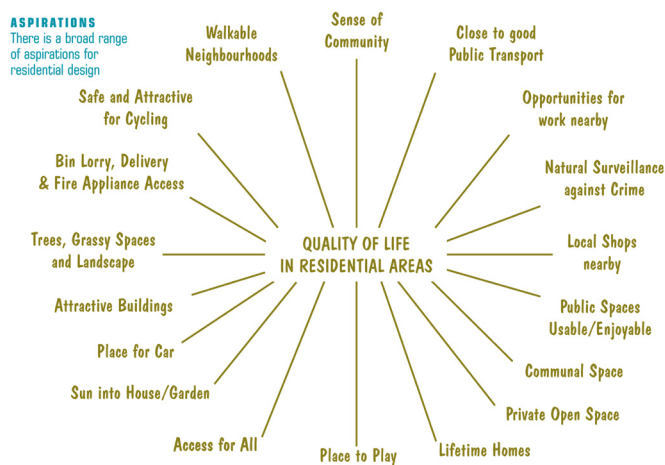 ASPIRATIONS
There is a broad range
of aspirations for
residential design
Walkable
Neighbourhoods
Sense of
Community
Close to good
Public Transport
Safe and Attractive
for Cycling
Opportunities for
work nearby
Bin Lorry, Delivery
& Fire Appliance Access
Natural Surveillance
against Crime
Trees, Grassy Spaces
and Landscape
QUALITY OF LIFE
IN RESIDENTIAL AREAS
Local Shops
nearby
Attractive Buildings
Public Spaces
Usable/Enjoyable
Place for Car
Communal Space
Sun into House/Garden
Private Open Space
Access for All
Place to Play
Lifetime Homes